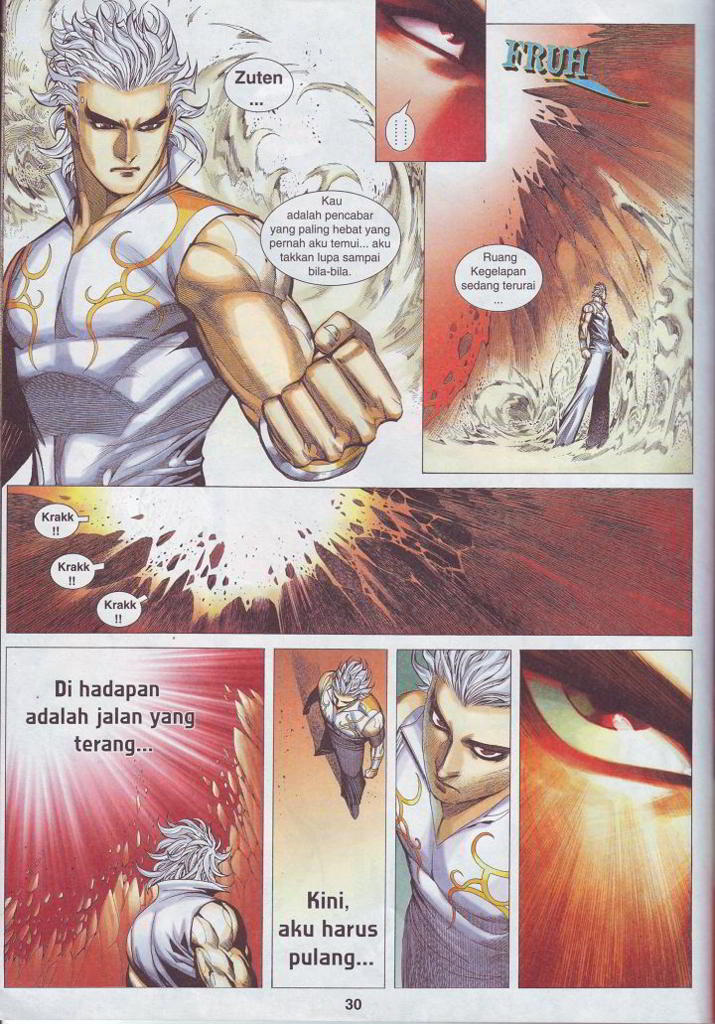 Zuten
...
Kau
adalah pencabar
yang paling hebat yang
pernah aku temui... aku
takkan lupa sampai
bila-bila.
FRUH
Ruang
Kegelapan
sedang terurai
...
Krakk
!!
Krakk
!!
Krakk
!!
Di hadapan
adalah jalan yang
terang...
Kini,
aku harus
pulang...
30